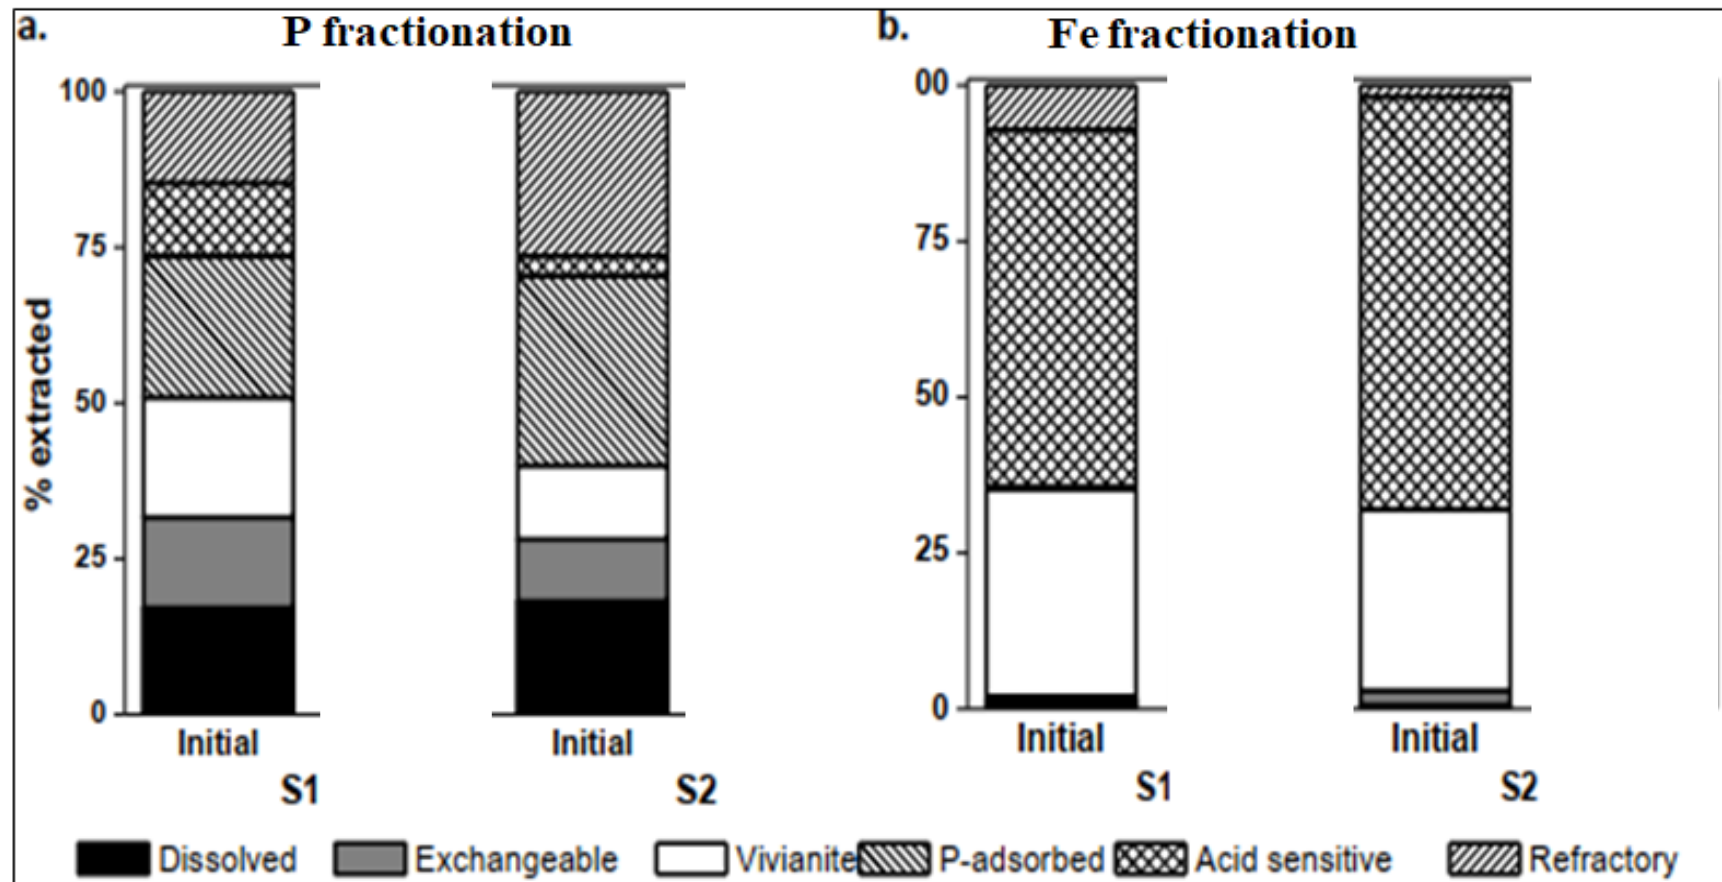 a. P fractionation
b. Fe fractionation
% extracted
100
75
50
25
0
Initial
Initial
S1
S2
00
75
50
25
0
Initial
Initial
S1
S2
Dissolved Exchangeable Vivianite P-adsorbed Acid sensitive Refractory